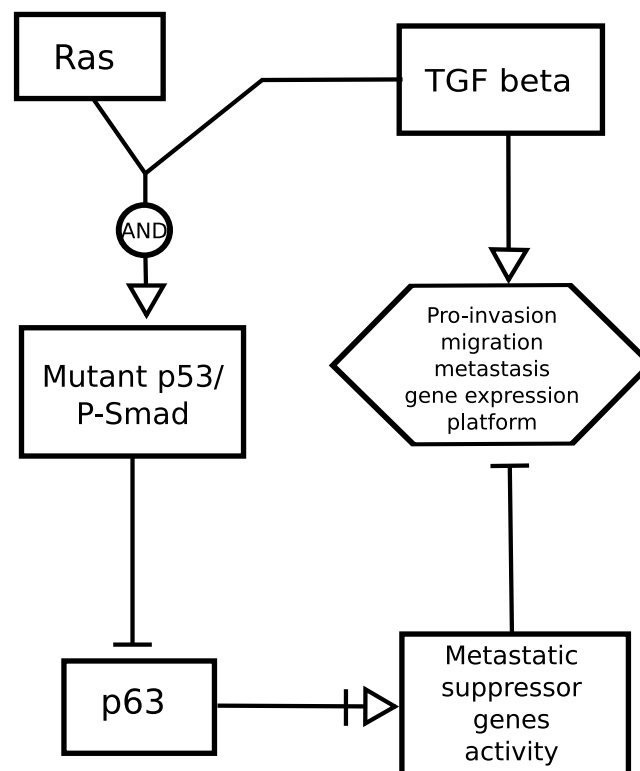 Ras
TGF beta
AND
Pro-invasion
migration
metastasis
gene expression
platform
Mutant p53/
P-Smad
p63
Metastatic
suppressor
genes
activity